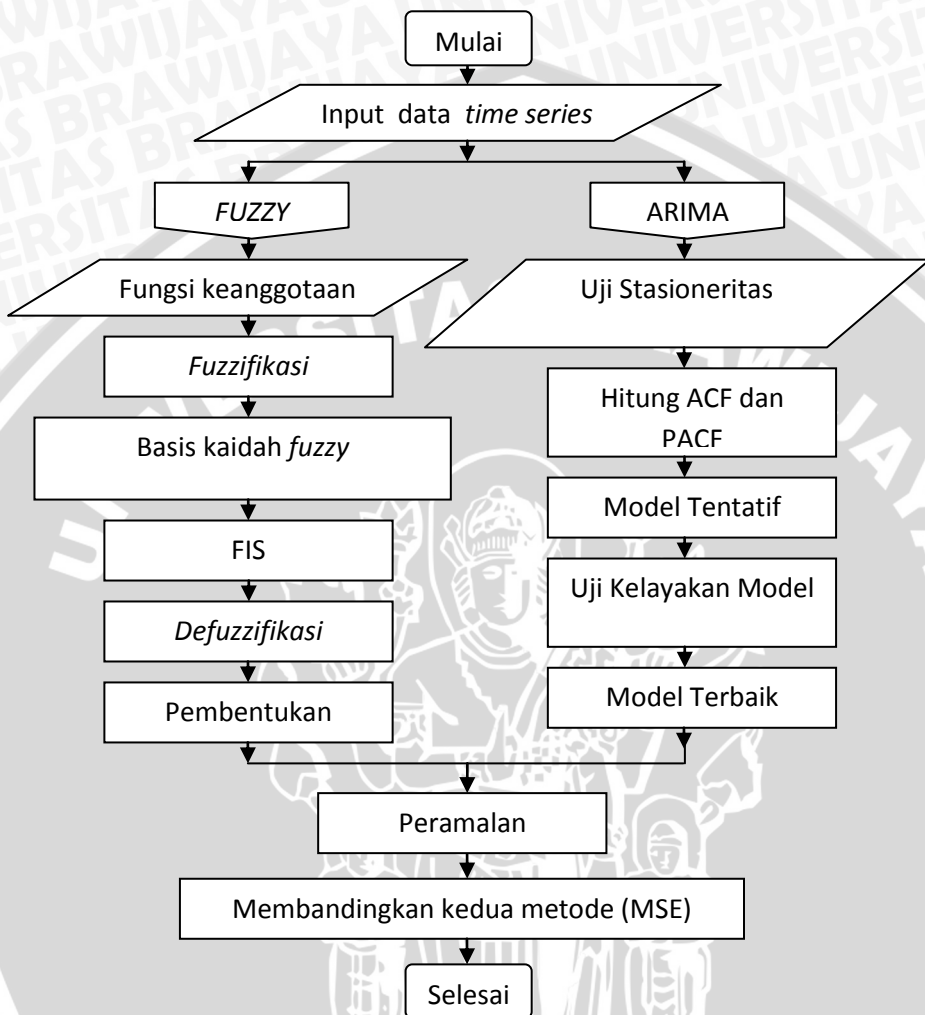 Mulai
Input data time series
FUZZY
ARIMA
Fungsi keanggotaan
Uji Stasioneritas
Fuzzifikasi
Hitung ACF dan
PACF
Basis kaidah fuzzy
Model Tentatif
FIS
Uji Kelayakan Model
Defuzzifikasi
Model Terbaik
Pembentukan
Peramalan
Membandingkan kedua metode (MSE)
Selesai